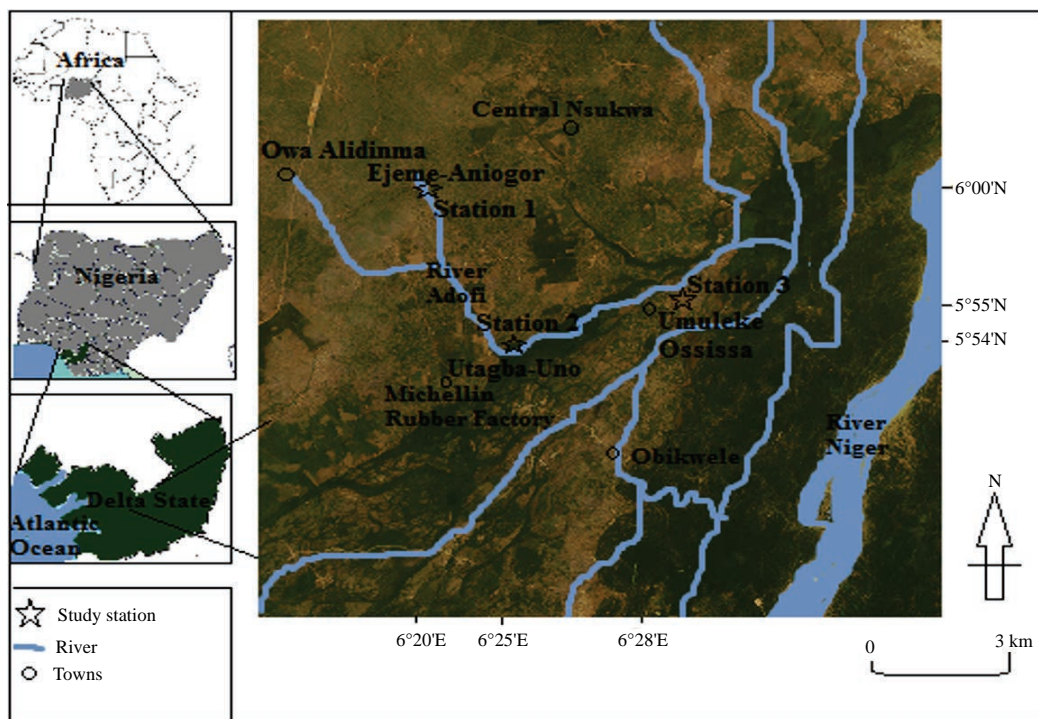 Africa
Nigeria
Delta State
Atlantic
Ocean
Study station
River
Towns
Central Nsukwa
Owa Alidinma
Ejeme-Aniogor
Station 1
River
Adofi
Station 2
Station 3
Umuleke
Ossissa
Utagba-Uno
Michellin
Rubber Factory
Obikwele
River
Niger
6°00'N
5°55'N
5°54'N
N
6°20'E 6°25'E 6°28'E
0 3 km